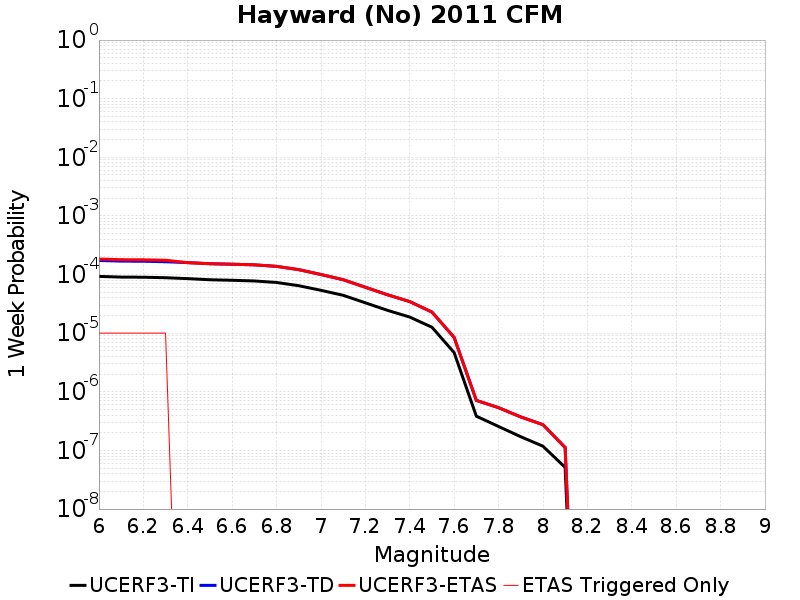 Hayward (No) 2011 CFM
1 Week Probability
10^0
10^-1
10^-2
10^-3
10^-4
10^-5
10^-6
10^-7
10^-8
6 6.2 6.4 6.6 6.8 7 7.2 7.4 7.6 7.8 8 8.2 8.4 8.6 8.8 9
Magnitude
UCERF3-TI UCERF3-TD UCERF3-ETAS ETAS Triggered Only